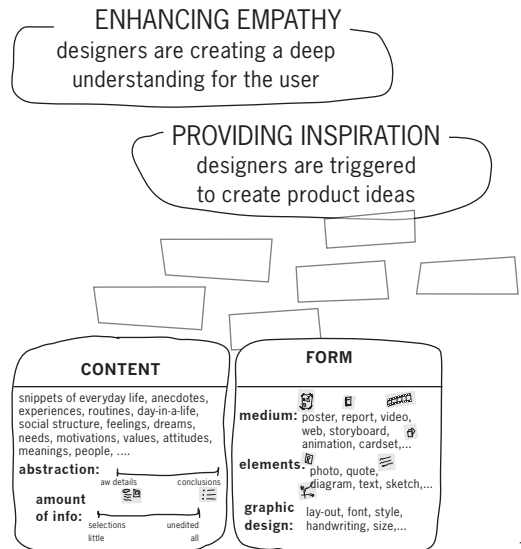 ENHANCING EMPATHY
designers are creating a deep
understanding for the user
PROVIDING INSPIRATION
designers are triggered
to create product ideas
CONTENT
snippets of everyday life, anecdotes,
experiences, routines, day-in-a-life,
social structure, feelings, dreams,
needs, motivations, values, attitudes,
meanings, people, ....
abstraction:
aw details conclusions
amount
of info:
selections unedited
little all
FORM
medium: poster, report, video,
web, storyboard,
animation, cardset,...
elements. photo, quote,
diagram, text, sketch,...
graphic
design: lay-out, font, style,
handwriting, size,...